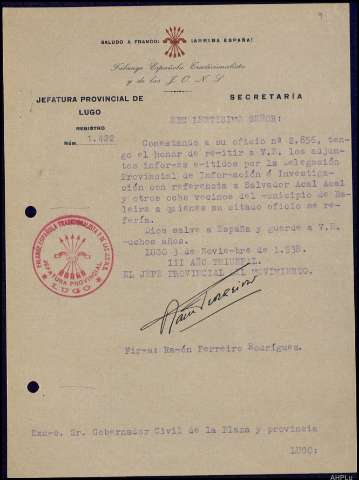 SALUDO A FRANCO: ¡ARRIBA ESPAÑA!
Falange Española Tradicionalista
y de las J. O. N. S.
JEFATURA PROVINCIAL DE
LUGO
SECRETARÍA
REGISTRO
NÚM. 1.422
SEÑOR:
Contestando a su oficio nº 2.856, ten-
go el honor de remitir a V.E. los adjun-
tos informes emitidos por la Delegación
Provincial de Información é Investiga-
ción con referencia a Salvador Acal Acal
y otros ocho vecinos del municipio de Ba-
leira a quienes su citado oficio se re-
fería.
Dios salve a España y guarde a V.E.
muchos años.
LUGO 3 de Noviembre de 1.938.
III AÑO TRIUNFAL.
EL JEFE PROVINCIAL DEL MOVIMIENTO,
FALANGE ESPAÑOLA TRADICIONALISTA Y DE LAS J.O.N.S.
JEFATURA PROVINCIAL
LUGO
Firma: Ramón Ferreiro Rodríguez.
Excmo. Sr. Gobernador Civil de la Plaza y provincia
LUGO:
AHPLu